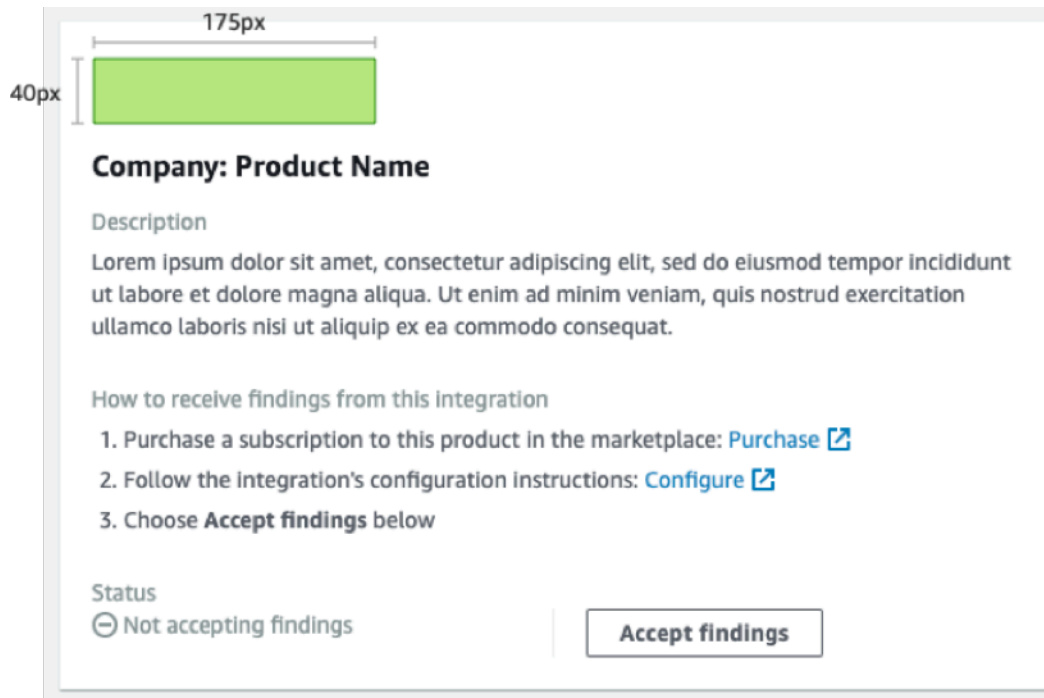 175px
40px
Company: Product Name
Description
Lorem ipsum dolor sit amet, consectetur adipiscing elit, sed do eiusmod tempor incididunt
ut labore et dolore magna aliqua. Ut enim ad minim veniam, quis nostrud exercitation
ullamco laboris nisi ut aliquip ex ea commodo consequat.
How to receive findings from this integration
1. Purchase a subscription to this product in the marketplace: Purchase
2. Follow the integration's configuration instructions: Configure
3. Choose Accept findings below
Status
Not accepting findings
Accept findings